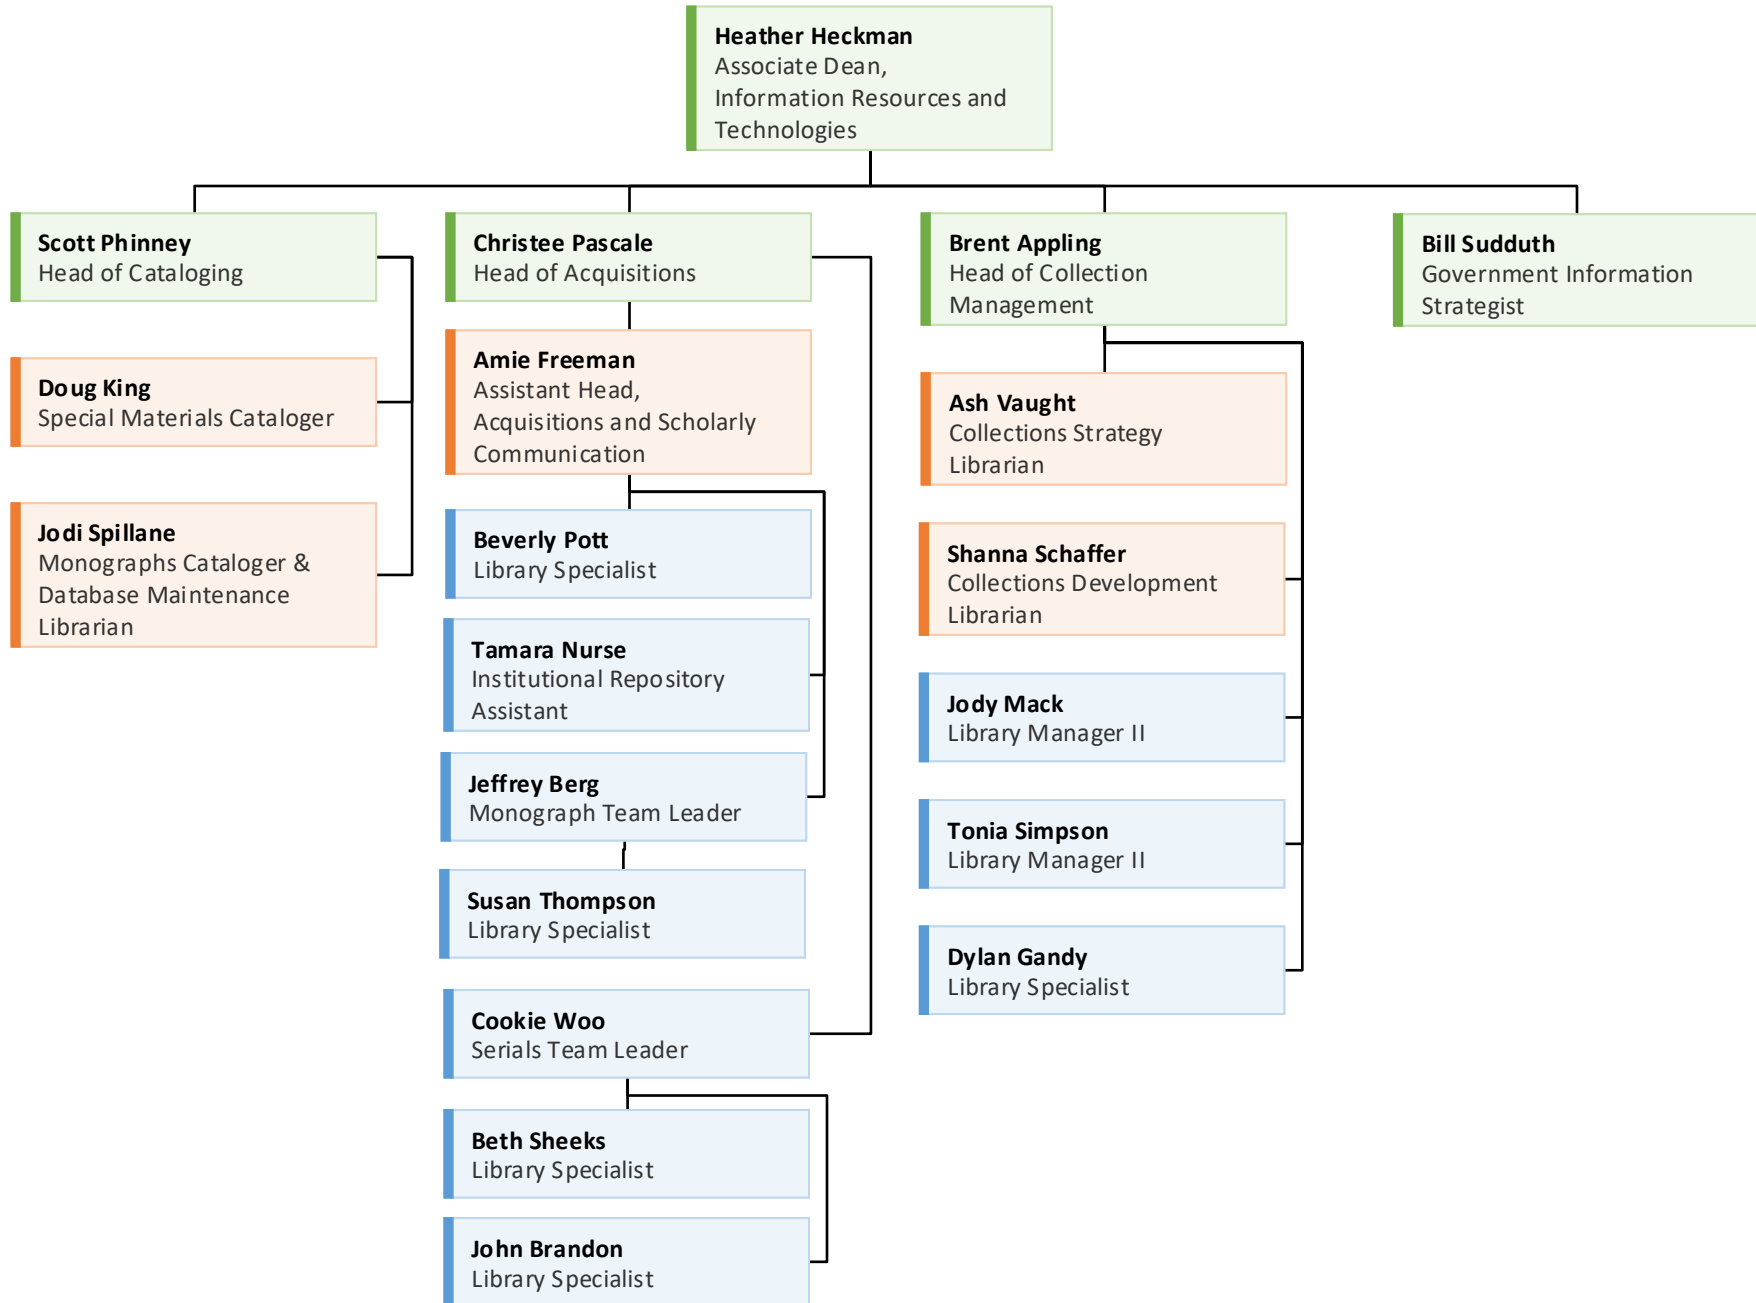 Heather Heckman
Associate Dean,
Information Resources and
Technologies
Scott Phinney
Head of Cataloging
Doug King
Special Materials Cataloger
Jodi Spillane
Monographs Cataloger &
Database Maintenance
Librarian
Christee Pascale
Head of Acquisitions
Amie Freeman
Assistant Head,
Acquisitions and Scholarly
Communication
Beverly Pott
Library Specialist
Tamara Nurse
Institutional Repository
Assistant
Jeffrey Berg
Monograph Team Leader
Susan Thompson
Library Specialist
Cookie Woo
Serials Team Leader
Beth Sheeks
Library Specialist
John Brandon
Library Specialist
Brent Appling
Head of Collection
Management
Ash Vaught
Collections Strategy
Librarian
Shanna Schaffer
Collections Development
Librarian
Jody Mack
Library Manager II
Tonia Simpson
Library Manager II
Dylan Gandy
Library Specialist
Bill Sudduth
Government Information
Strategist